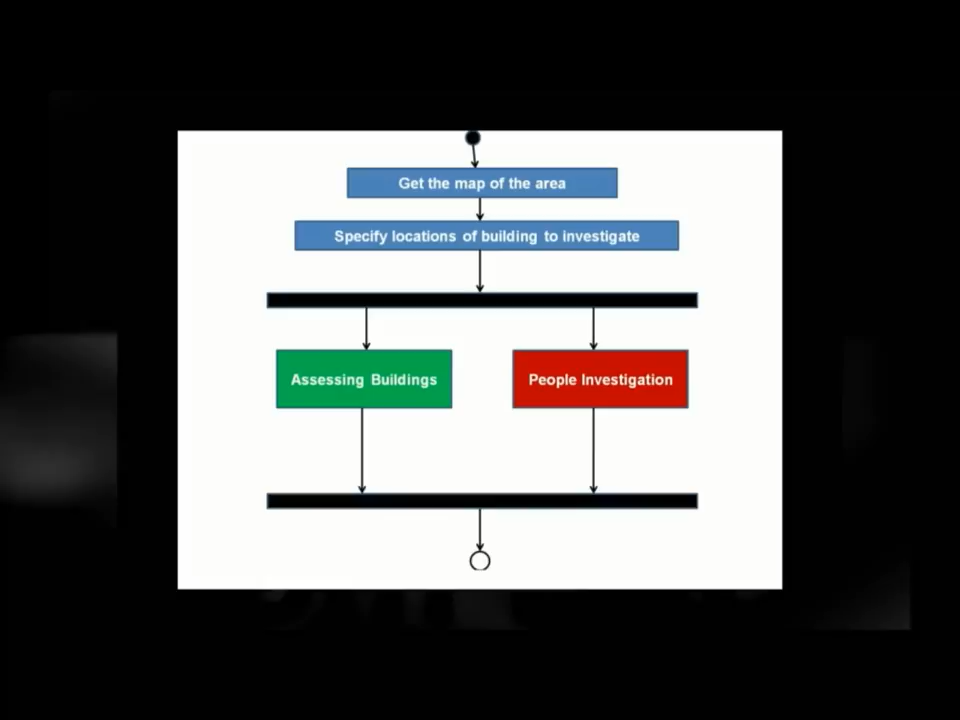 Get the map of the area
Specify locations of building to investigate
Assessing Buildings
People Investigation